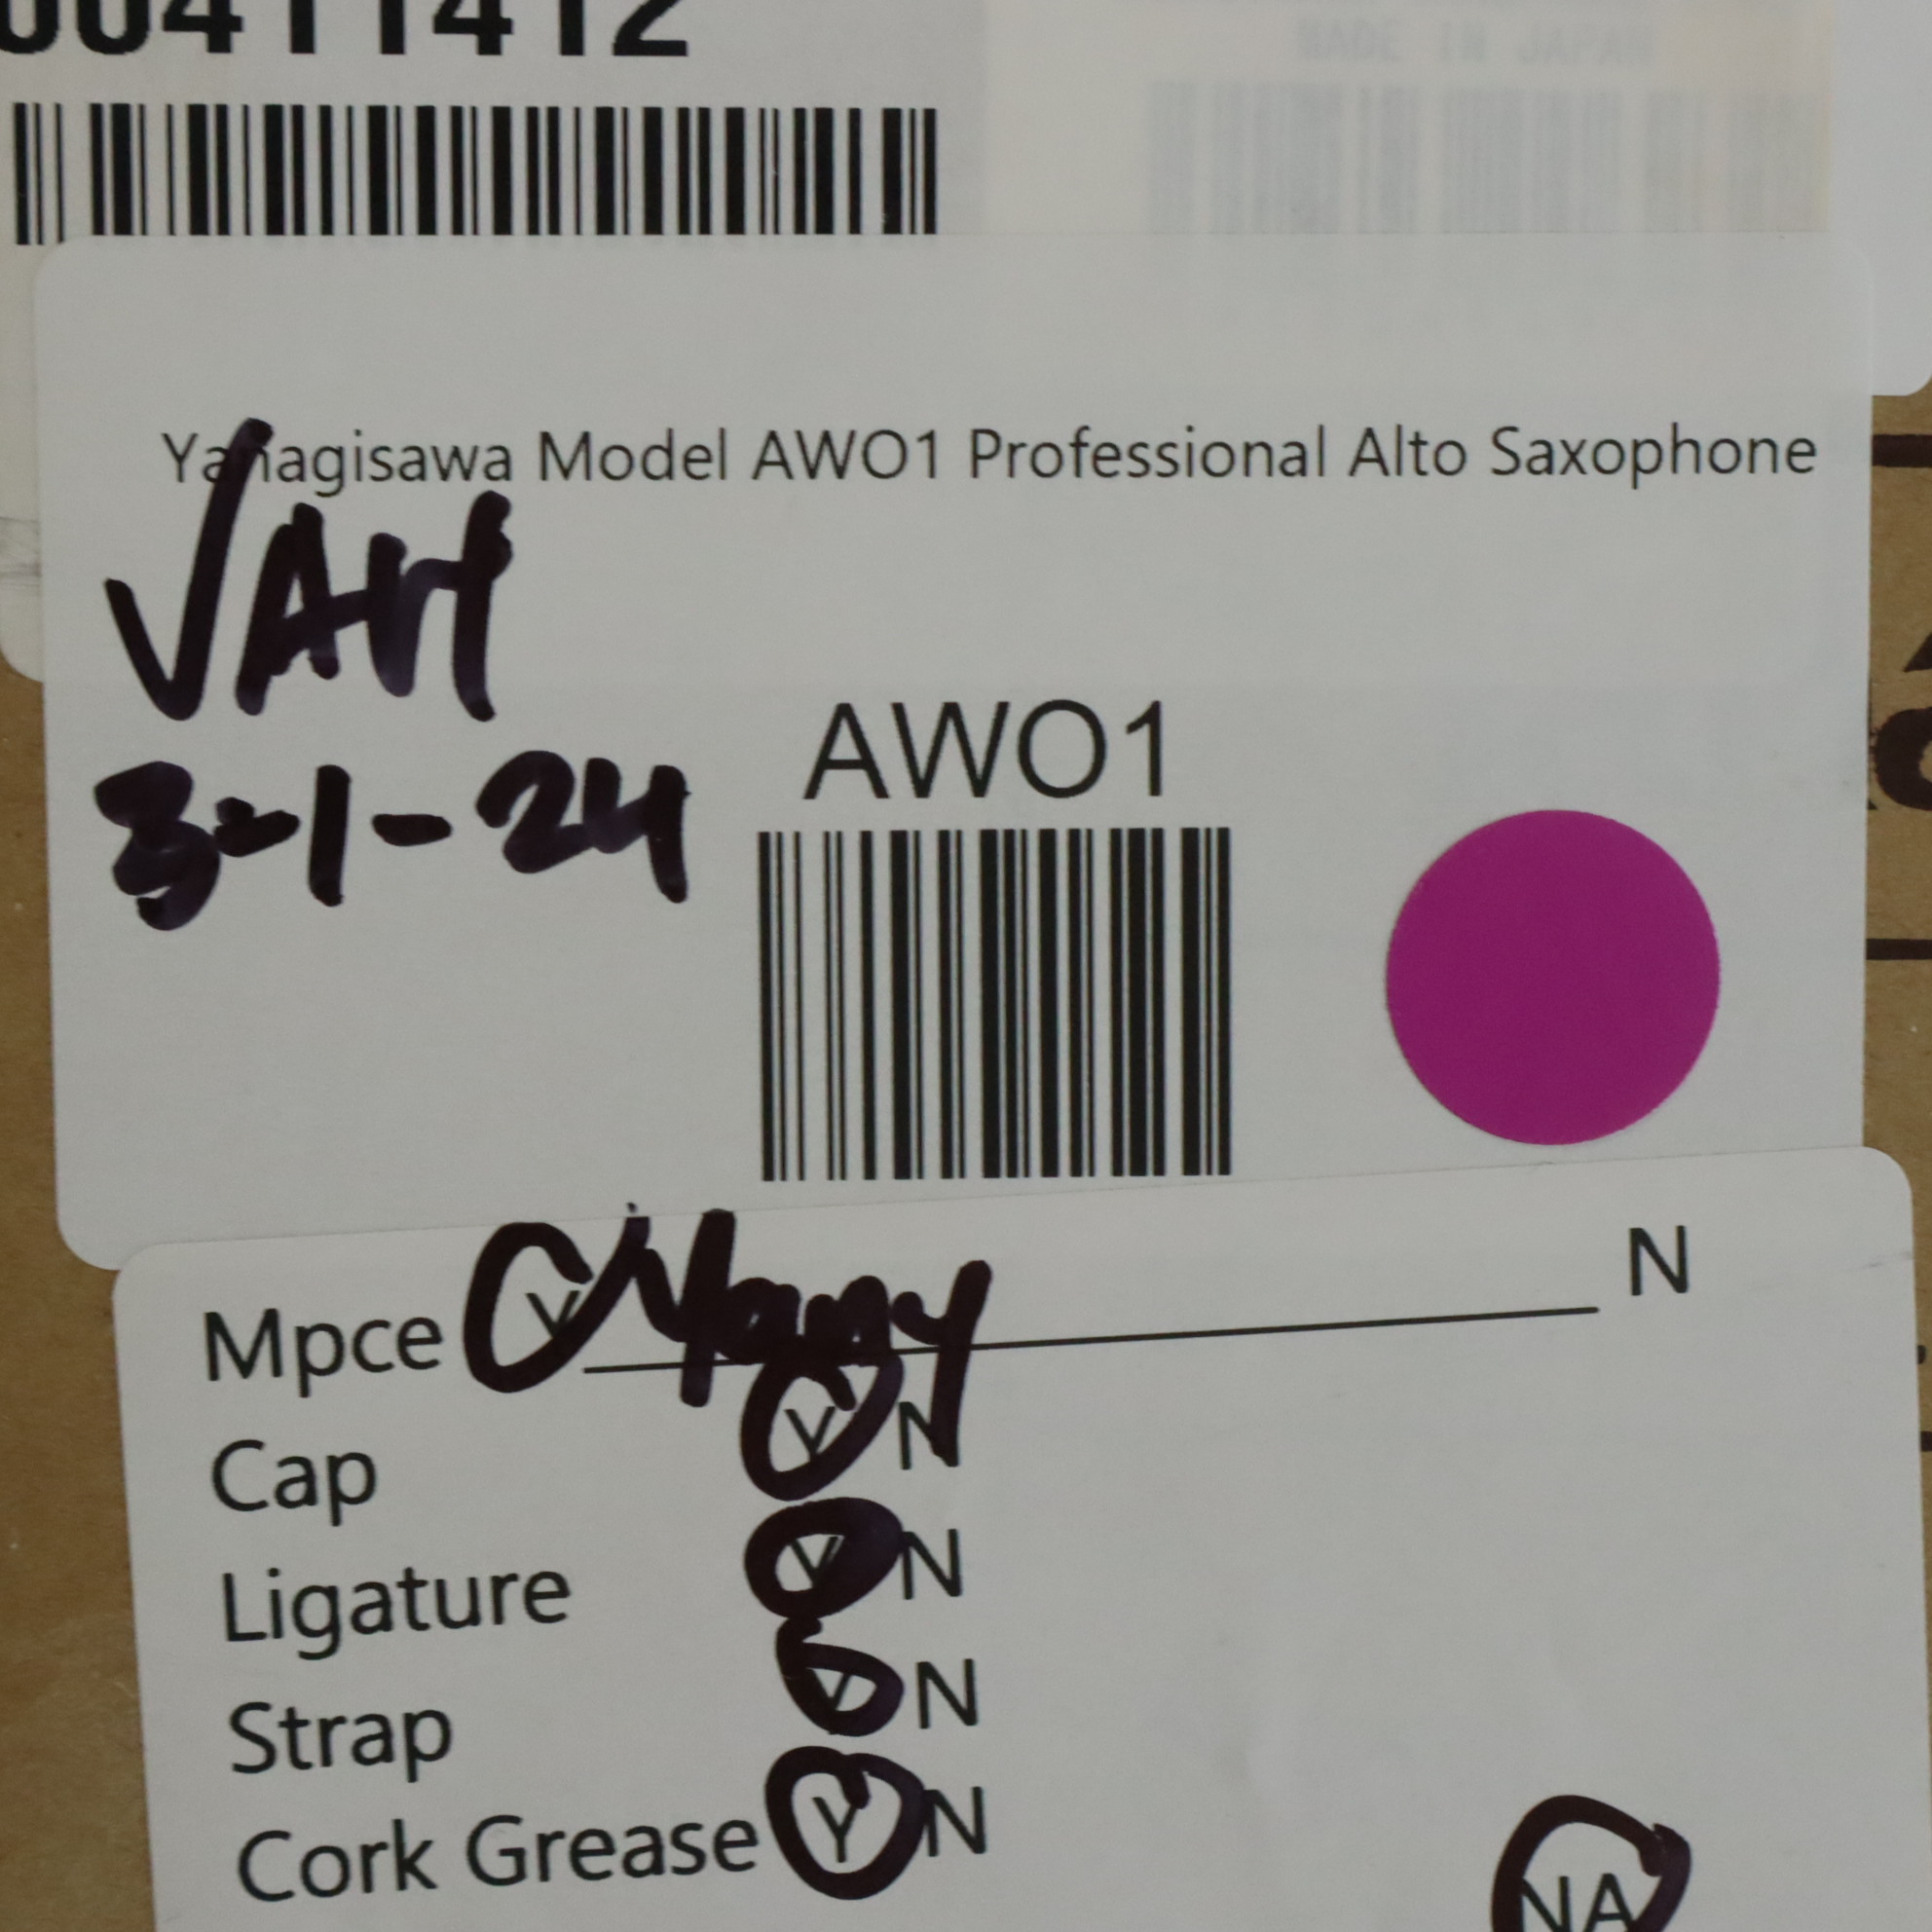 00411412
MADE IN JAPAN
Yanagisawa Model AWO1 Professional Alto Saxophone
3-1-24
AWO1
Mpce Y Yany N
Cap Y N
Ligature Y N
Strap Y N
Cork Grease Y N
NA